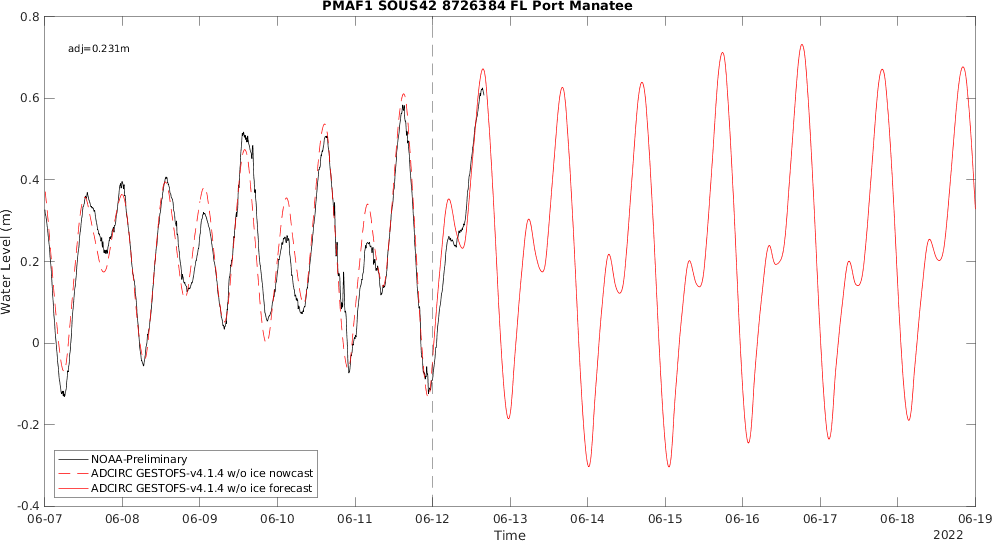 PMAF1 SOUS42 8726384 FL Port Manatee
adj=0.231m
Water Level (m)
0.8
0.6
0.4
0.2
0
-0.2
-0.4
NOAA-Preliminary
ADCIRC GESTOFS-v4.1.4 w/o ice nowcast
ADCIRC GESTOFS-v4.1.4 w/o ice forecast
06-07 06-08 06-09 06-10 06-11 06-12 06-13 06-14 06-15 06-16 06-17 06-18 06-19
Time
2022